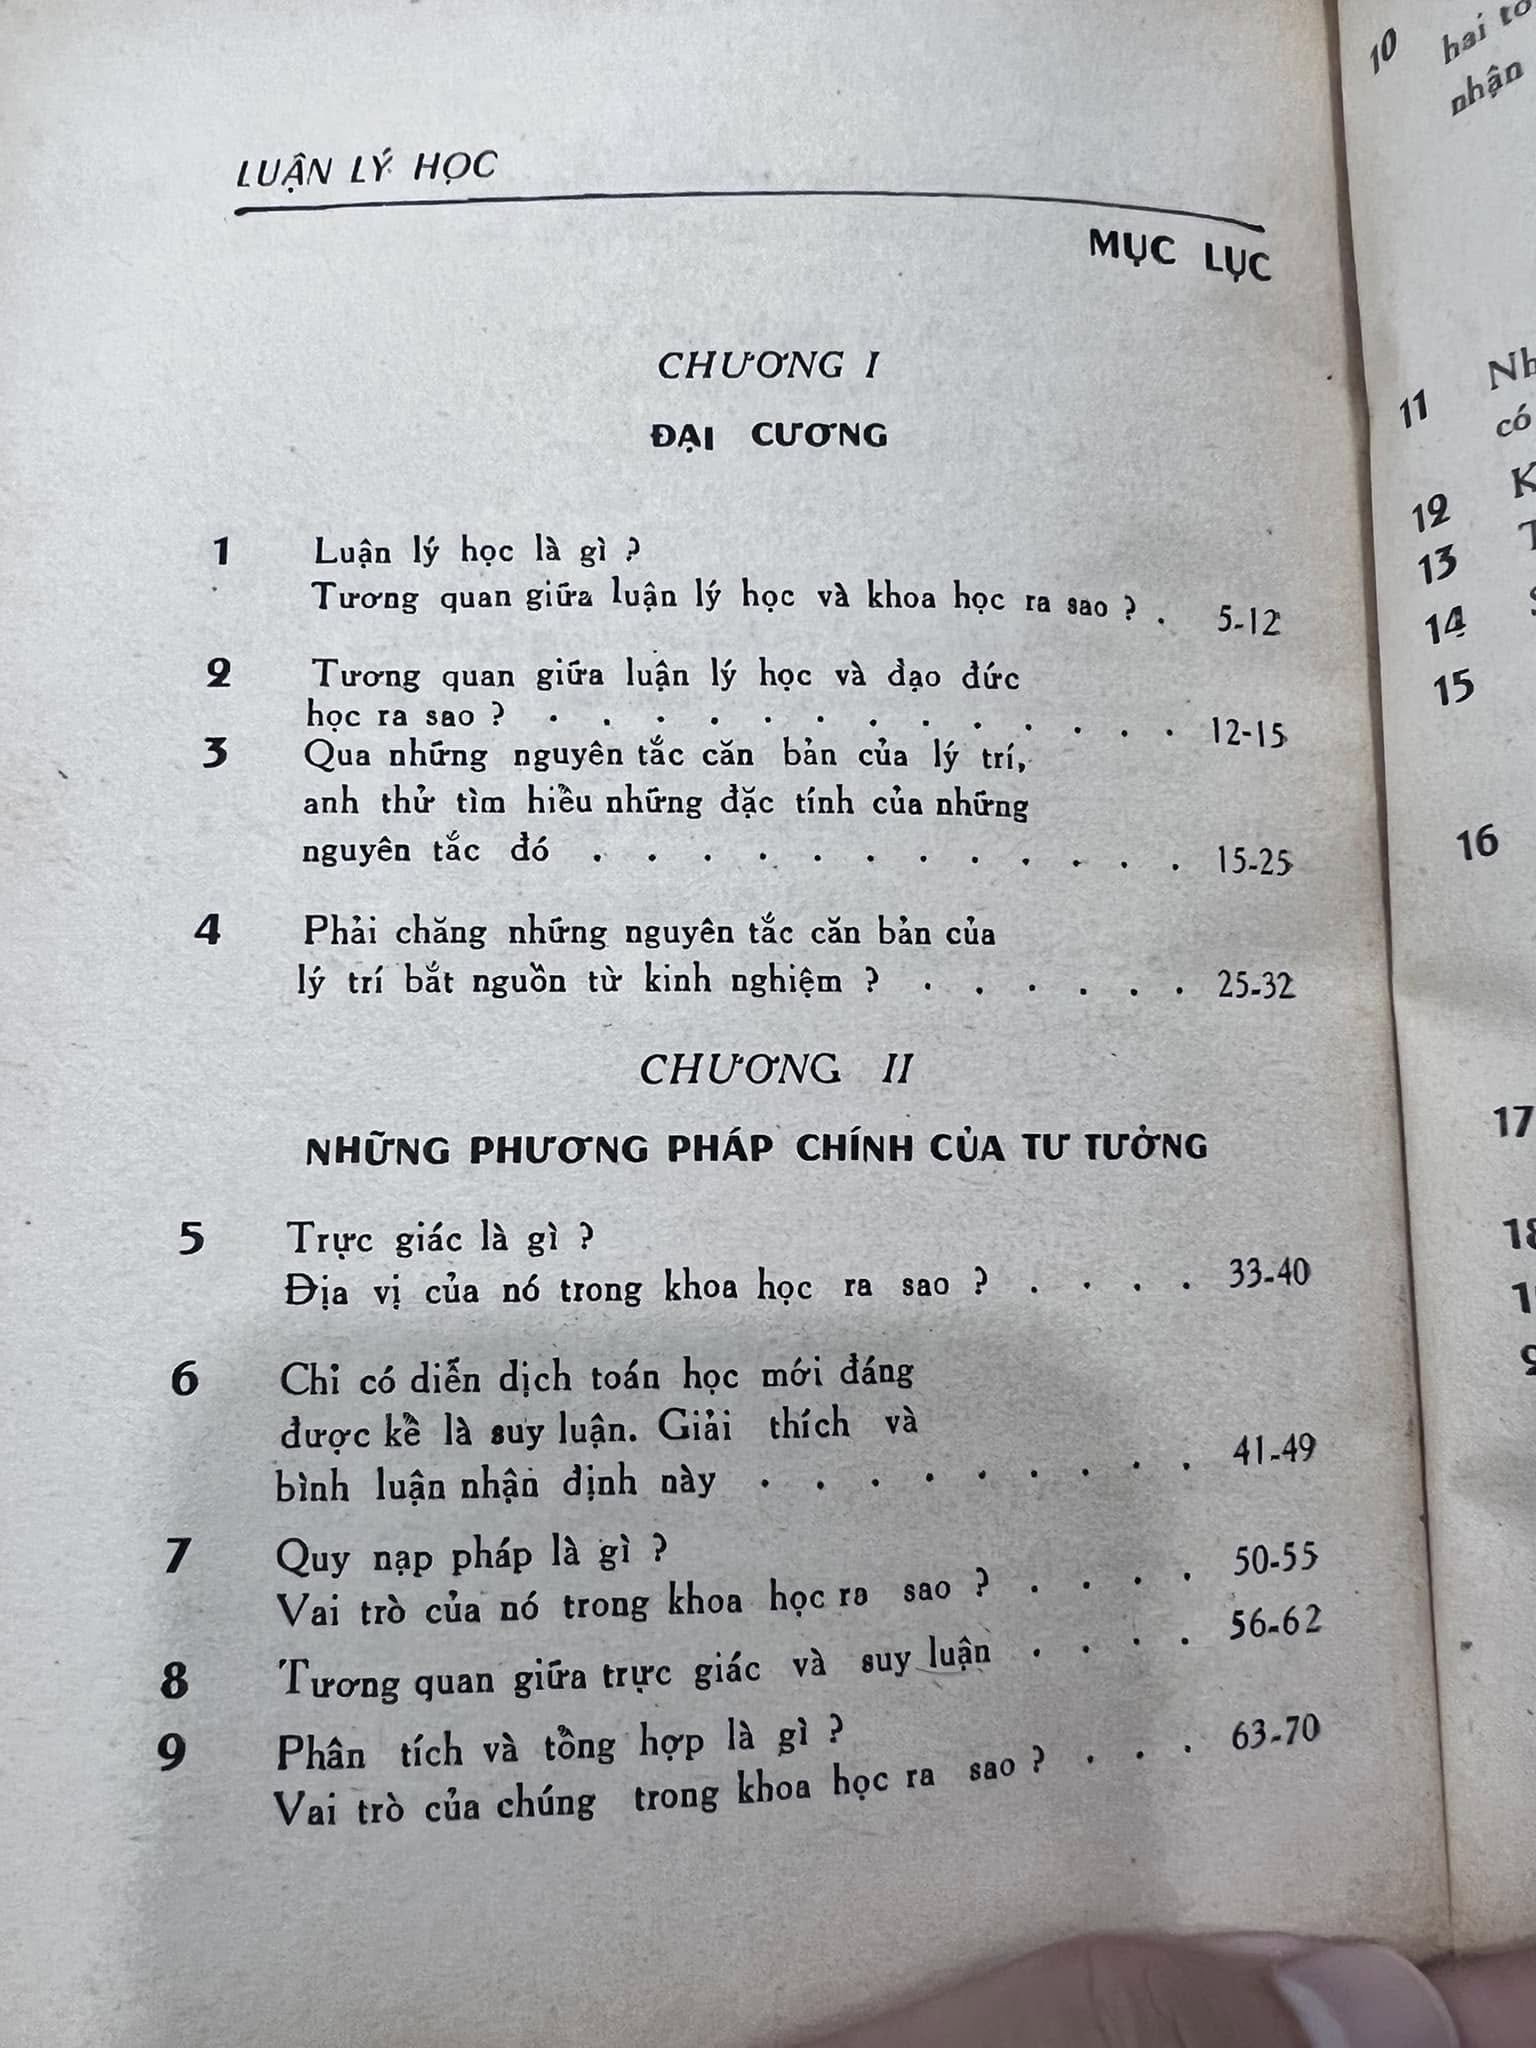 LUẬN LÝ HỌC
MỤC LỤC
CHƯƠNG I
ĐẠI CƯƠNG
1 Luận lý học là gì ?
Tương quan giữa luận lý học và khoa học ra sao ? . 5-12
2 Tương quan giữa luận lý học và đạo đức
học ra sao ? . . . . . . . . . . . . 12-15
3 Qua những nguyên tắc căn bản của lý trí,
anh thử tìm hiểu những đặc tính của những
nguyên tắc đó . . . . . . . . . . . . 15-25
4 Phải chăng những nguyên tắc căn bản của
lý trí bắt nguồn từ kinh nghiệm ? . . . . . . 25-32
CHƯƠNG II
NHỮNG PHƯƠNG PHÁP CHÍNH CỦA TƯ TƯỞNG
5 Trực giác là gì ?
Địa vị của nó trong khoa học ra sao ? . . . . 33-40
6 Chỉ có diễn dịch toán học mới đáng
được kể là suy luận. Giải thích và
bình luận nhận định này . . . . . . . . . 41-49
7 Quy nạp pháp là gì ?
Vai trò của nó trong khoa học ra sao ? . . . . 50-55
8 Tương quan giữa trực giác và suy luận . . . . 56-62
9 Phân tích và tổng hợp là gì ?
Vai trò của chúng trong khoa học ra sao ? . . . 63-70
10 hai
nhận
11
có
12
13
14
15
16
17